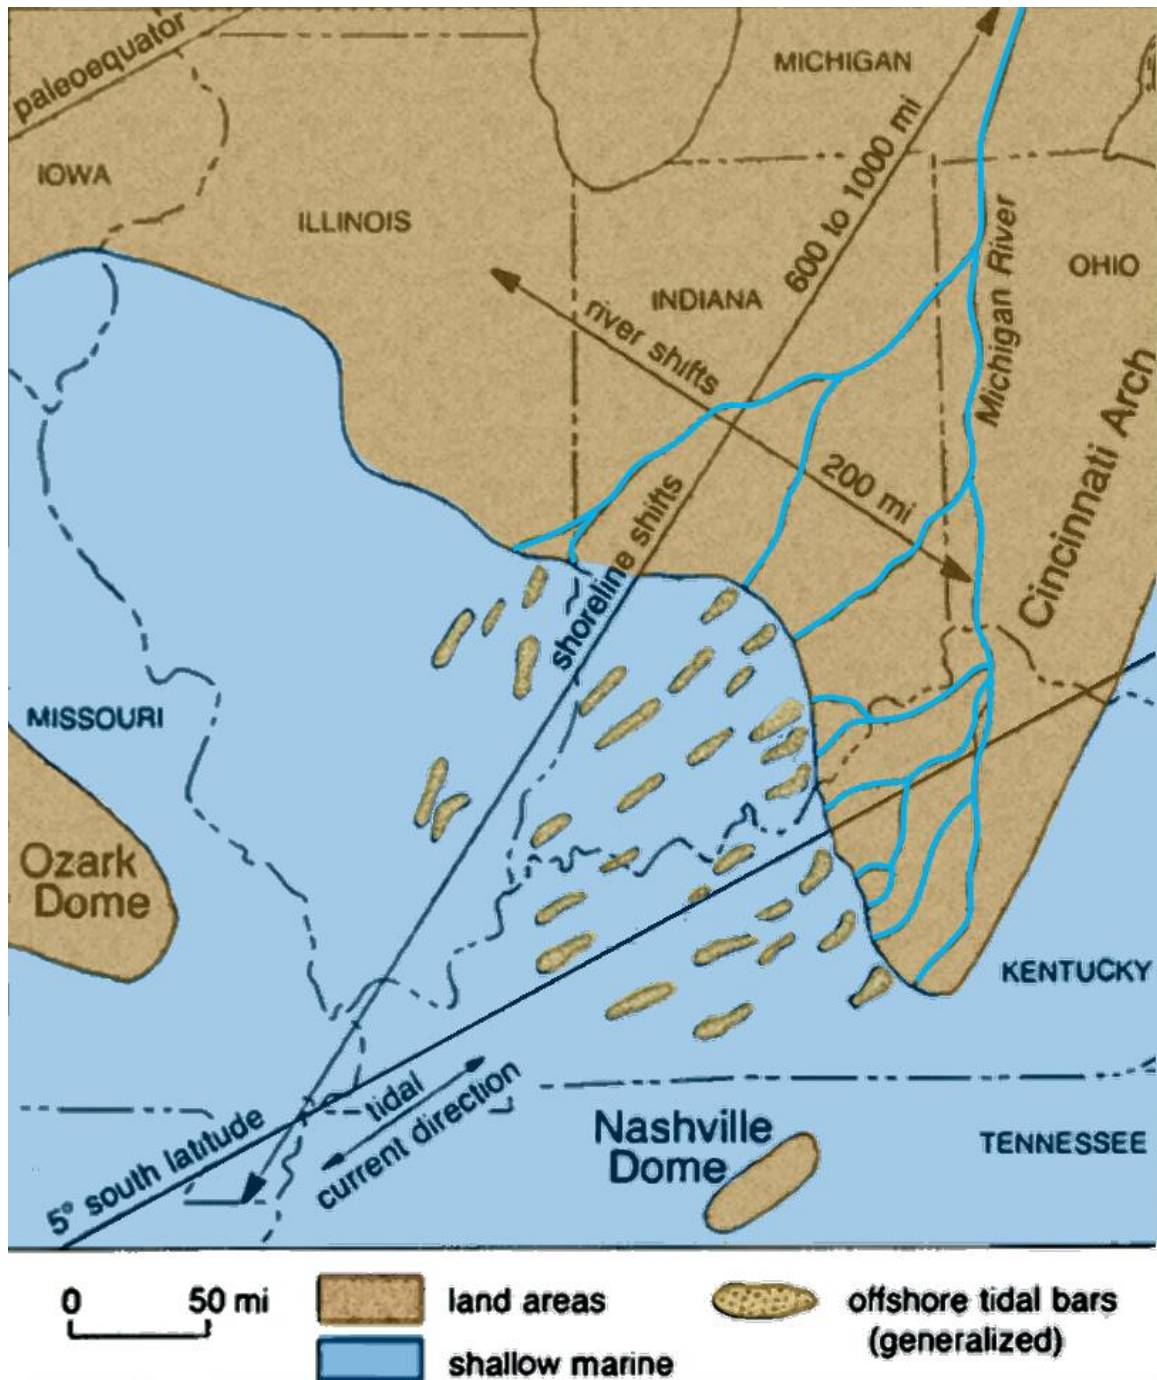 paleoequator
MICHIGAN
IOWA
ILLINOIS
600 to 1000 mi
Michigan River
OHIO
INDIANA
river shifts
200 mi
Cincinnati Arch
shoreline shifts
MISSOURI
Ozark
Dome
KENTUCKY
tidal
current direction
5° south latitude
Nashville
Dome
TENNESSEE
0 50 mi
land areas
shallow marine
offshore tidal bars
(generalized)